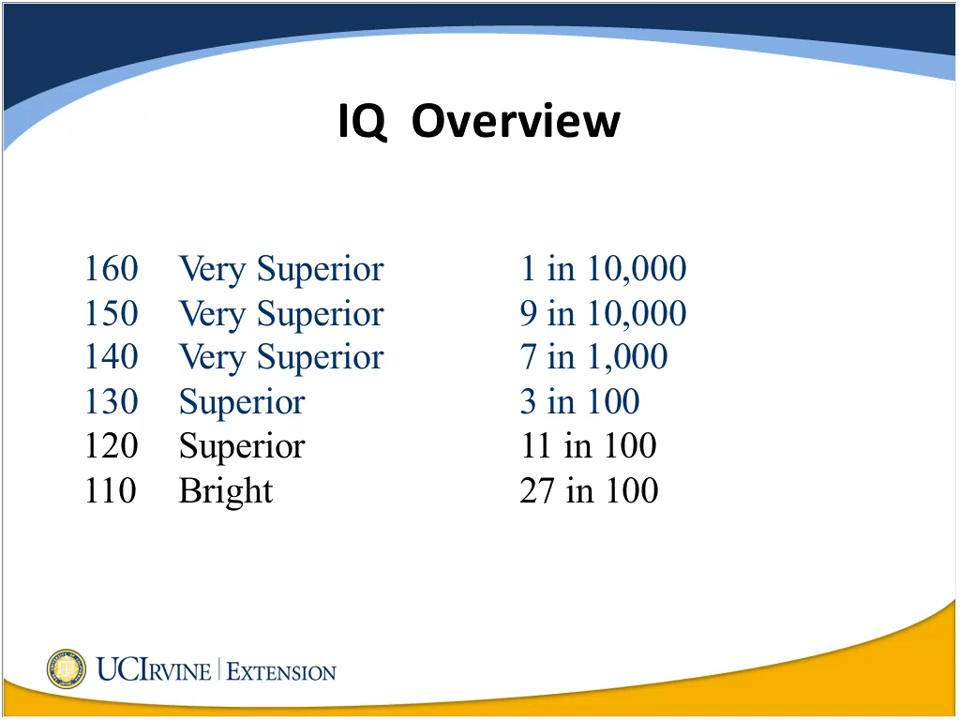 IQ Overview
160 Very Superior 1 in 10,000
150 Very Superior 9 in 10,000
140 Very Superior 7 in 1,000
130 Superior 3 in 100
120 Superior 11 in 100
110 Bright 27 in 100
UCIRVINE | EXTENSION